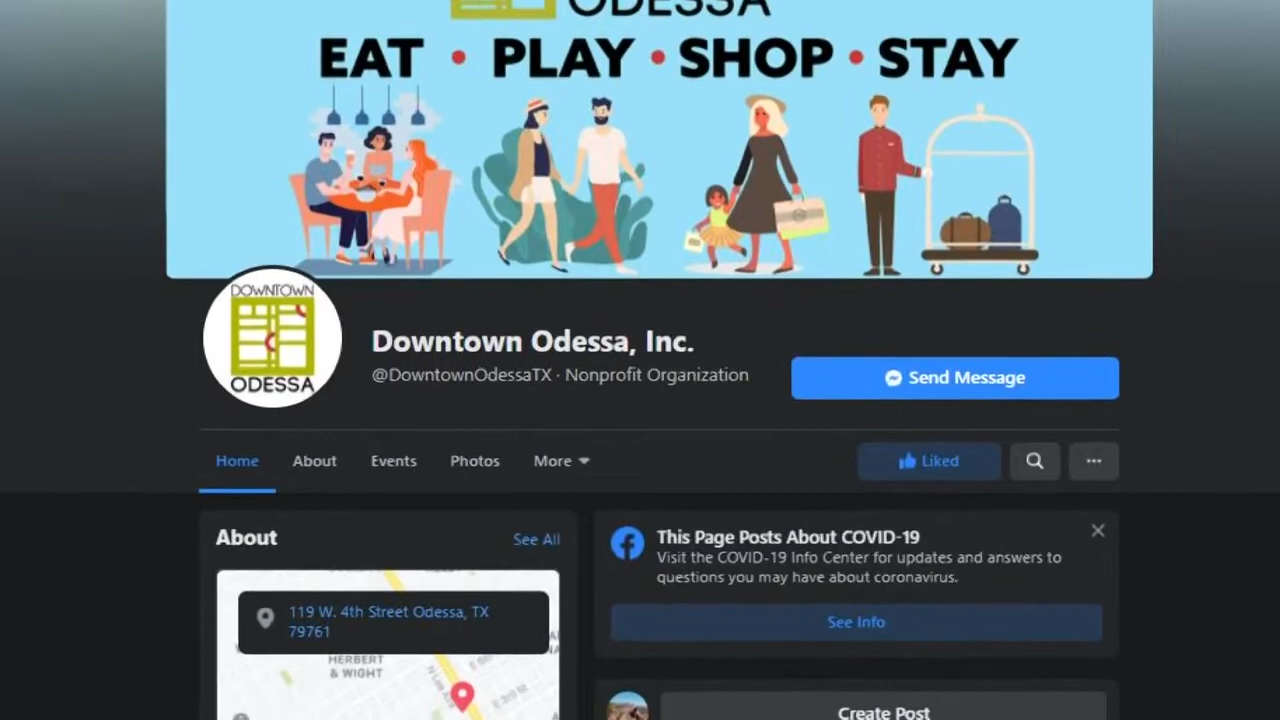 ODESSA
EAT • PLAY • SHOP • STAY
DOWNTOWN
ODESSA
Downtown Odessa, Inc.
@DowntownOdessaTX · Nonprofit Organization
Send Message
Home About Events Photos More
Liked
About
See All
119 W. 4th Street Odessa, TX
79761
HERBERT
& WIGHT
E 3rd St
This Page Posts About COVID-19
Visit the COVID-19 Info Center for updates and answers to
questions you may have about coronavirus.
See Info
Create Post